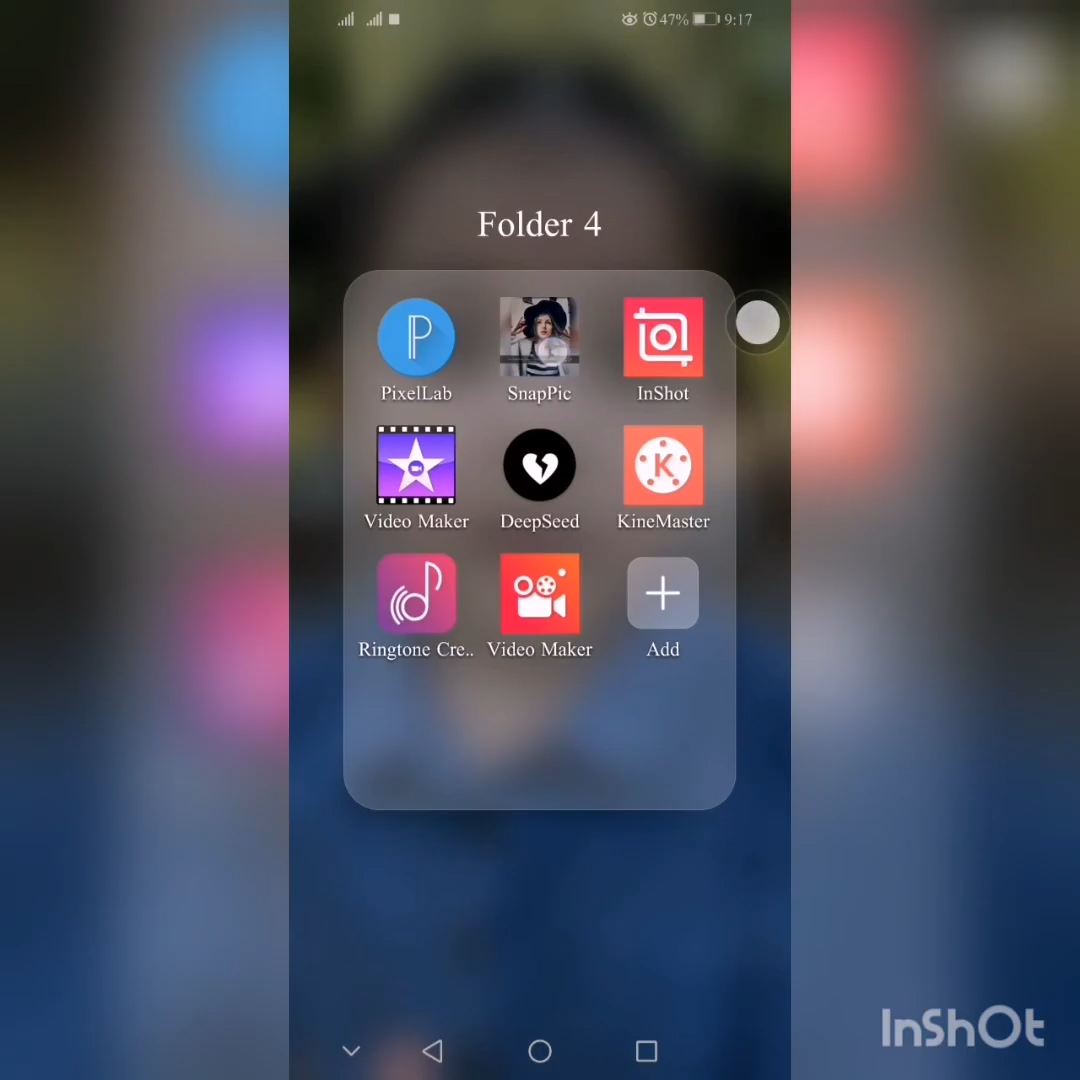 47% 9:17
Folder 4
P
PixelLab SnapPic InShot
K
Video Maker DeepSeed KineMaster
Ringtone Cre.. Video Maker Add
InShOt